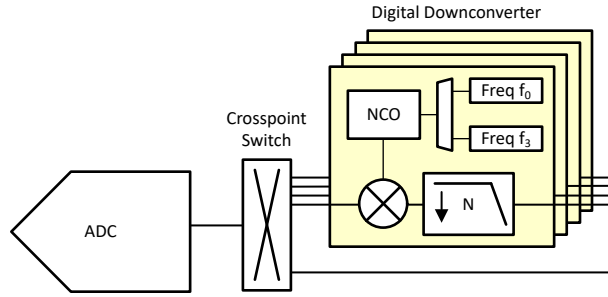 Digital Downconverter
Freq f₀
NCO
Crosspoint
Switch
Freq f₃
N
ADC